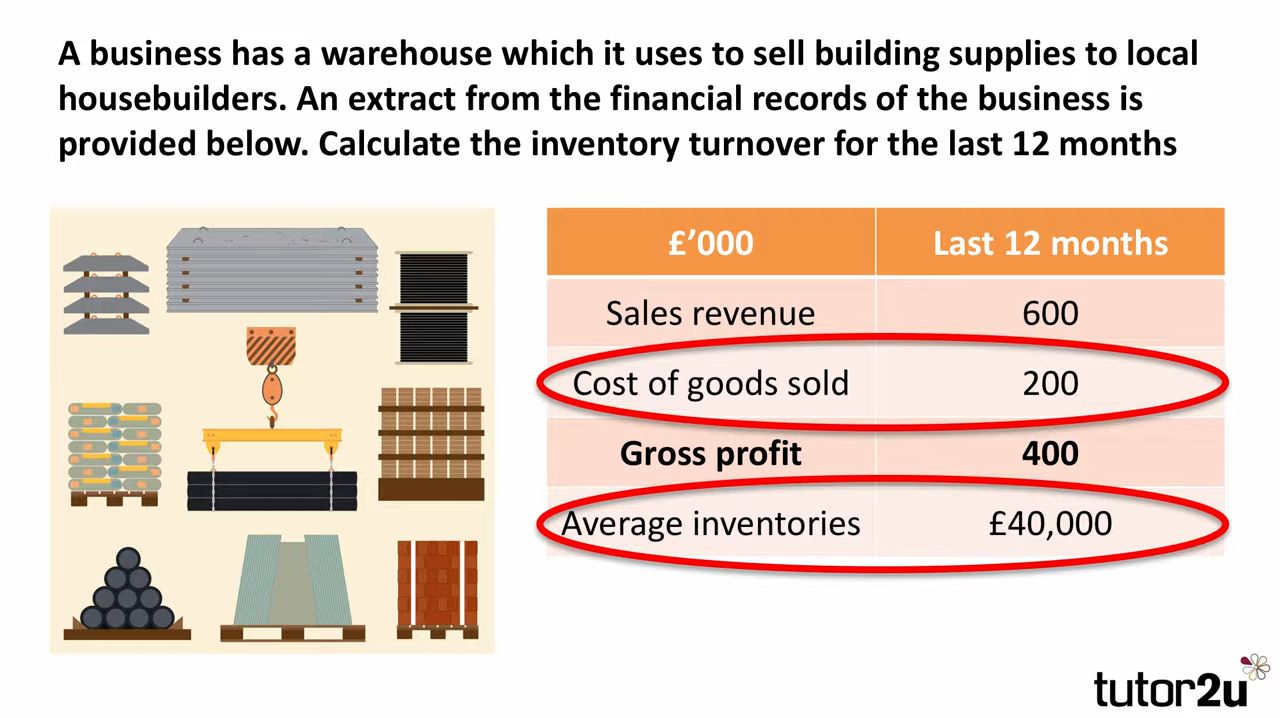 A business has a warehouse which it uses to sell building supplies to local
housebuilders. An extract from the financial records of the business is
provided below. Calculate the inventory turnover for the last 12 months
£’000 Last 12 months
Sales revenue 600
Cost of goods sold 200
Gross profit 400
Average inventories £40,000
tutor2u